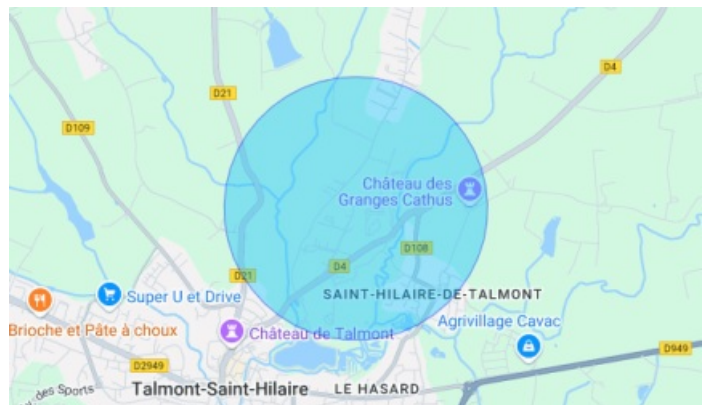 D4
D21
D109
Château des
Granges Cathus
D108
D4
D21
SAINT-HILAIRE-DE-TALMONT
Super U et Drive
Brioche et Pâte à choux
Château de Talmont
Agrivillage Cavac
D949
D2949
Talmont-Saint-Hilaire
LE HASARD
des Sports